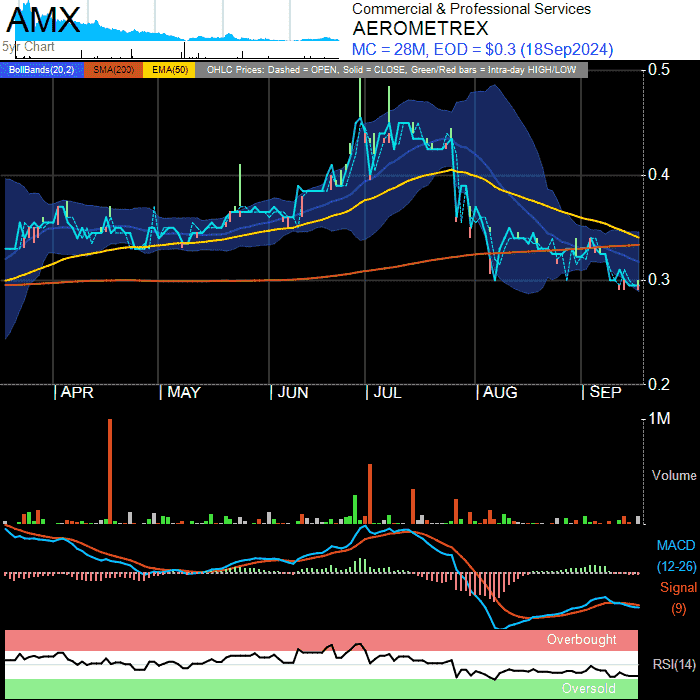 AMX
5yr Chart
Commercial & Professional Services
AEROMETREX
MC = 28M, EOD = $0.3 (18Sep2024)
BollBands(20,2) SMA(200) EMA(50) OHLC Prices: Dashed = OPEN, Solid = CLOSE, Green/Red bars = Intra-day HIGH/LOW
0.5
0.4
0.3
0.2
APR MAY JUN JUL AUG SEP
1M
Volume
MACD
(12-26)
Signal
(9)
Overbought
RSI(14)
Oversold